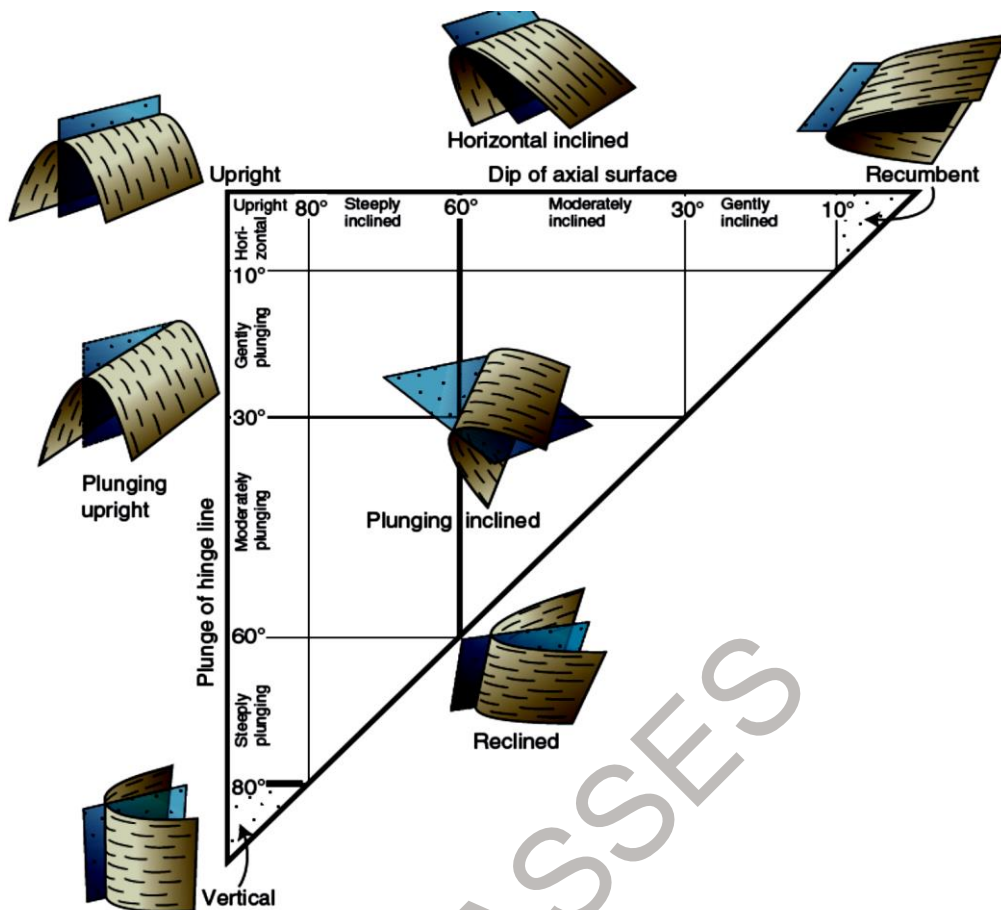 Horizontal inclined
Upright
Dip of axial surface
Recumbent
Upright
80°
Steeply
inclined
60°
Moderately
inclined
30°
Gently
inclined
10°
Hori-
zontal
10°
Gently
plunging
30°
Plunging
upright
Plunging inclined
Moderately
plunging
Plunge of hinge line
60°
Steeply
plunging
Reclined
80°
Vertical
ASSES